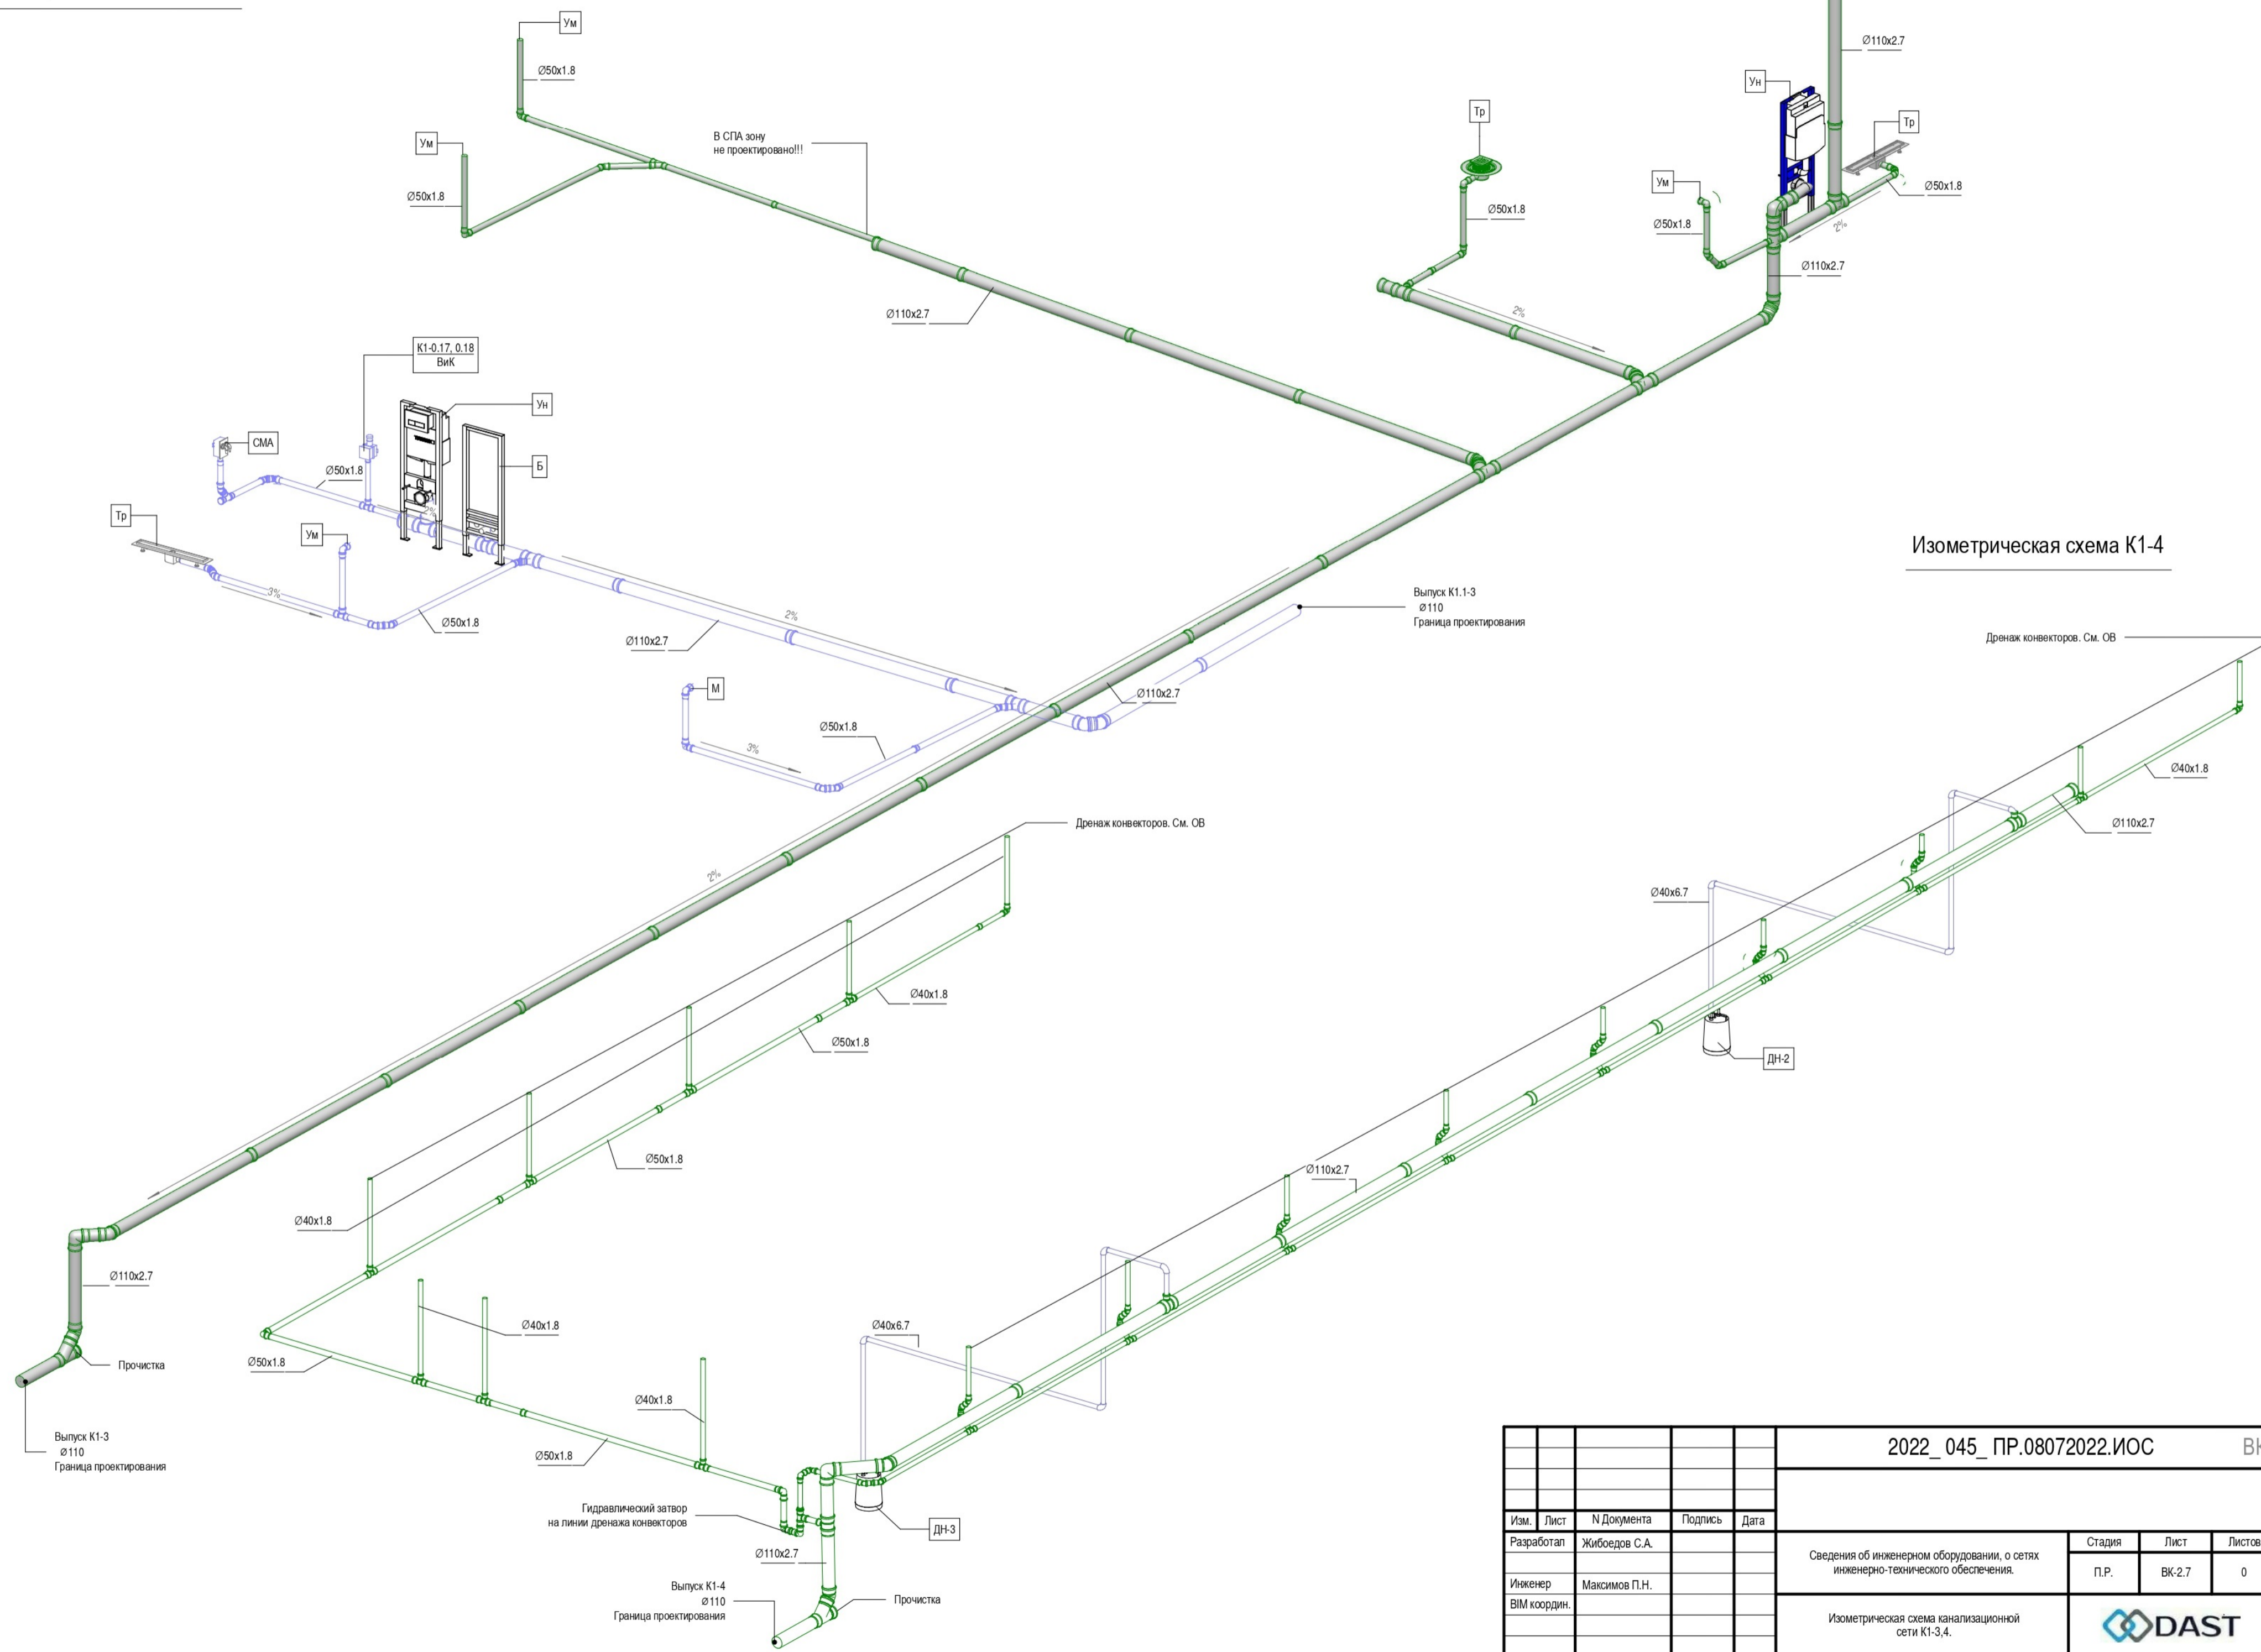 Ум
Ø50x1.8
Ум
Ø50x1.8
В СПА зону
не проектировано!!!
Ø110x2.7
Тр
Ø50x1.8
2%
Ø110x2.7
Ун
Тр
Ум
Ø50x1.8
Ø50x1.8
2%
Ø110x2.7
К1-0.17, 0.18
ВиК
Ун
СМА
Ø50x1.8
Б
2%
Тр
Ум
3%
Ø50x1.8
2%
Ø110x2.7
Выпуск К1.1-3
Ø110
Граница проектирования
М
Ø110x2.7
Ø50x1.8
3%
2%
Изометрическая схема К1-4
Дренаж конвекторов. См. ОВ
Ø40x1.8
Ø110x2.7
Ø40x6.7
ДН-2
Дренаж конвекторов. См. ОВ
Ø40x1.8
Ø50x1.8
Ø50x1.8
Ø40x1.8
Ø110x2.7
Ø110x2.7
Прочистка
Ø40x1.8
Ø50x1.8
Ø40x6.7
Ø40x1.8
Ø50x1.8
Выпуск К1-3
Ø110
Граница проектирования
Гидравлический затвор
на линии дренажа конвекторов
ДН-3
Ø110x2.7
Выпуск К1-4
Ø110
Граница проектирования
Прочистка
2022_ 045_ ПР.08072022.ИОС
Изм. Лист N Документа Подпись Дата
Разработал Жибоедов С.А.
Инженер Максимов П.Н.
BIM координ.
Сведения об инженерном оборудовании, о сетях
инженерно-технического обеспечения.
Стадия Лист Листов
П.Р. ВК-2.7 0
Изометрическая схема канализационной
сети К1-3,4.
DAST